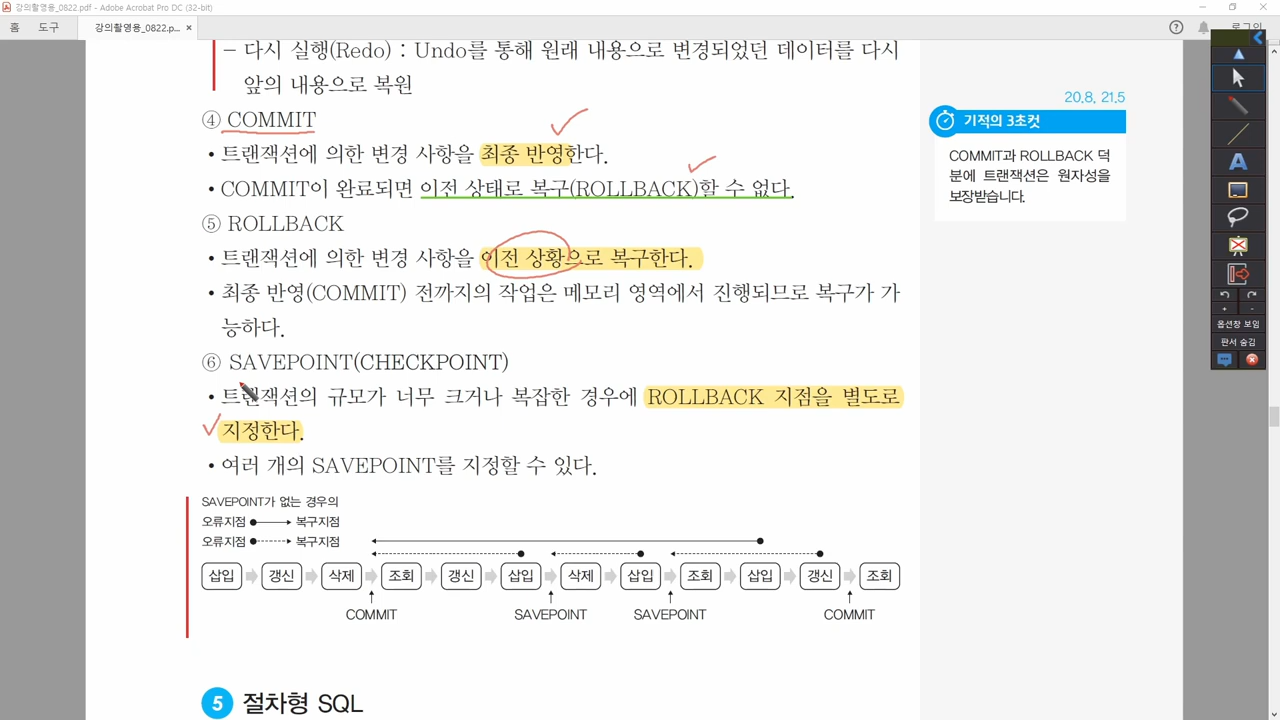 강의촬영용_0822.pdf - Adobe Acrobat Pro DC (32-bit)
홈 도구 강의촬영용_0822.p... × 로그인
– 다시 실행(Redo) : Undo를 통해 원래 내용으로 변경되었던 데이터를 다시
앞의 내용으로 복원
④ COMMIT
• 트랜잭션에 의한 변경 사항을 최종 반영한다.
• COMMIT이 완료되면 이전 상태로 복구(ROLLBACK)할 수 없다.
⑤ ROLLBACK
• 트랜잭션에 의한 변경 사항을 이전 상황으로 복구한다.
• 최종 반영(COMMIT) 전까지의 작업은 메모리 영역에서 진행되므로 복구가 가
능하다.
⑥ SAVEPOINT(CHECKPOINT)
• 트랜잭션의 규모가 너무 크거나 복잡한 경우에 ROLLBACK 지점을 별도로
지정한다.
• 여러 개의 SAVEPOINT를 지정할 수 있다.
SAVEPOINT가 없는 경우의
오류지점 복구지점
오류지점 복구지점
삽입 갱신 삭제 조회 갱신 삽입 삭제 삽입 조회 삽입 갱신 조회
COMMIT SAVEPOINT SAVEPOINT COMMIT
5 절차형 SQL
20.8, 21.5
기적의 3초컷
COMMIT과 ROLLBACK 덕
분에 트랜잭션은 원자성을
보장받습니다.
A
+ -
옵션창 보임
판서 숨김